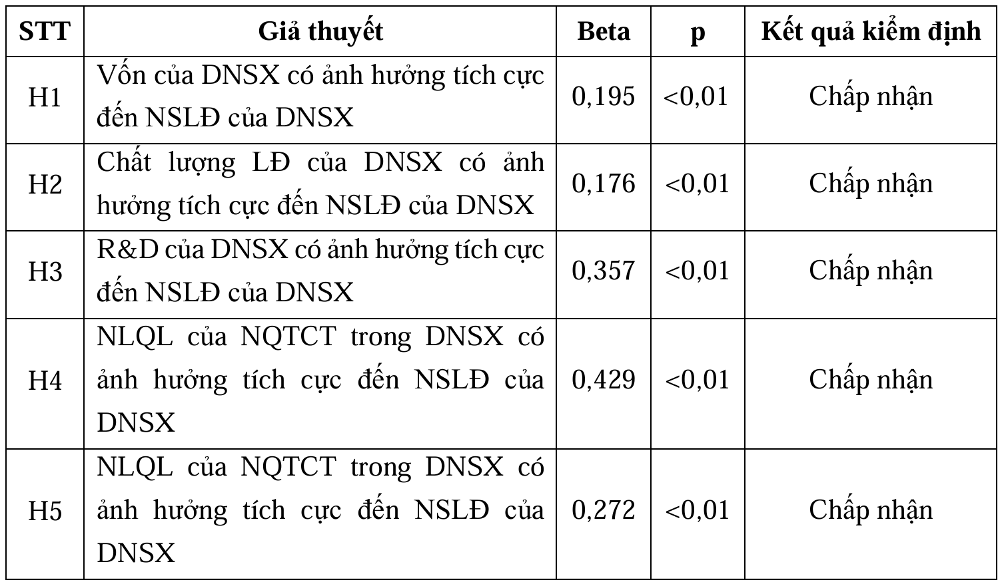 STT Giả thuyết Beta p Kết quả kiểm định
H1 Vốn của DNSX có ảnh hưởng tích cực
đến NSLĐ của DNSX 0,195 <0,01 Chấp nhận
H2 Chất lượng LĐ của DNSX có ảnh
hưởng tích cực đến NSLĐ của DNSX 0,176 <0,01 Chấp nhận
H3 R&D của DNSX có ảnh hưởng tích cực
đến NSLĐ của DNSX 0,357 <0,01 Chấp nhận
H4 NLQL của NQTCT trong DNSX có
ảnh hưởng tích cực đến NSLĐ của
DNSX 0,429 <0,01 Chấp nhận
H5 NLQL của NQTCT trong DNSX có
ảnh hưởng tích cực đến NSLĐ của
DNSX 0,272 <0,01 Chấp nhận